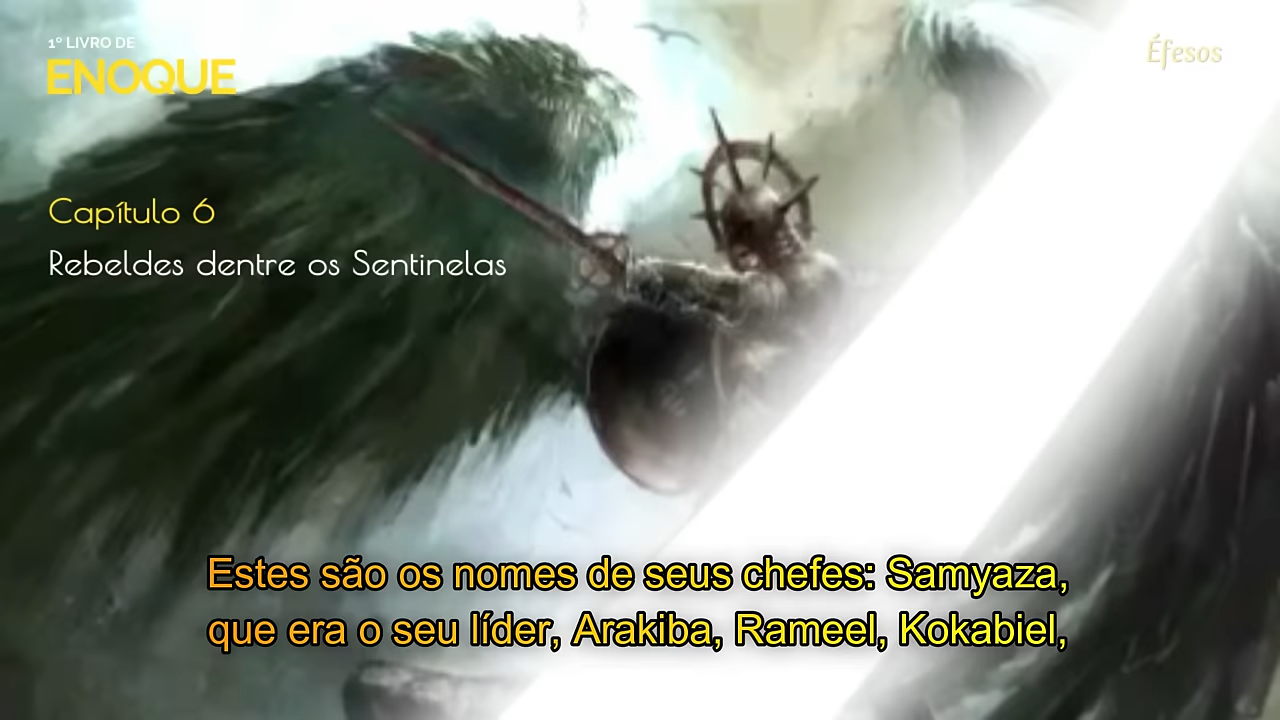 1º LIVRO DE
ENOQUE
Éfesos
Capítulo 6
Rebeldes dentre os Sentinelas
Estes são os nomes de seus chefes: Samyaza,
que era o seu líder, Arakiba, Rameel, Kokabiel,